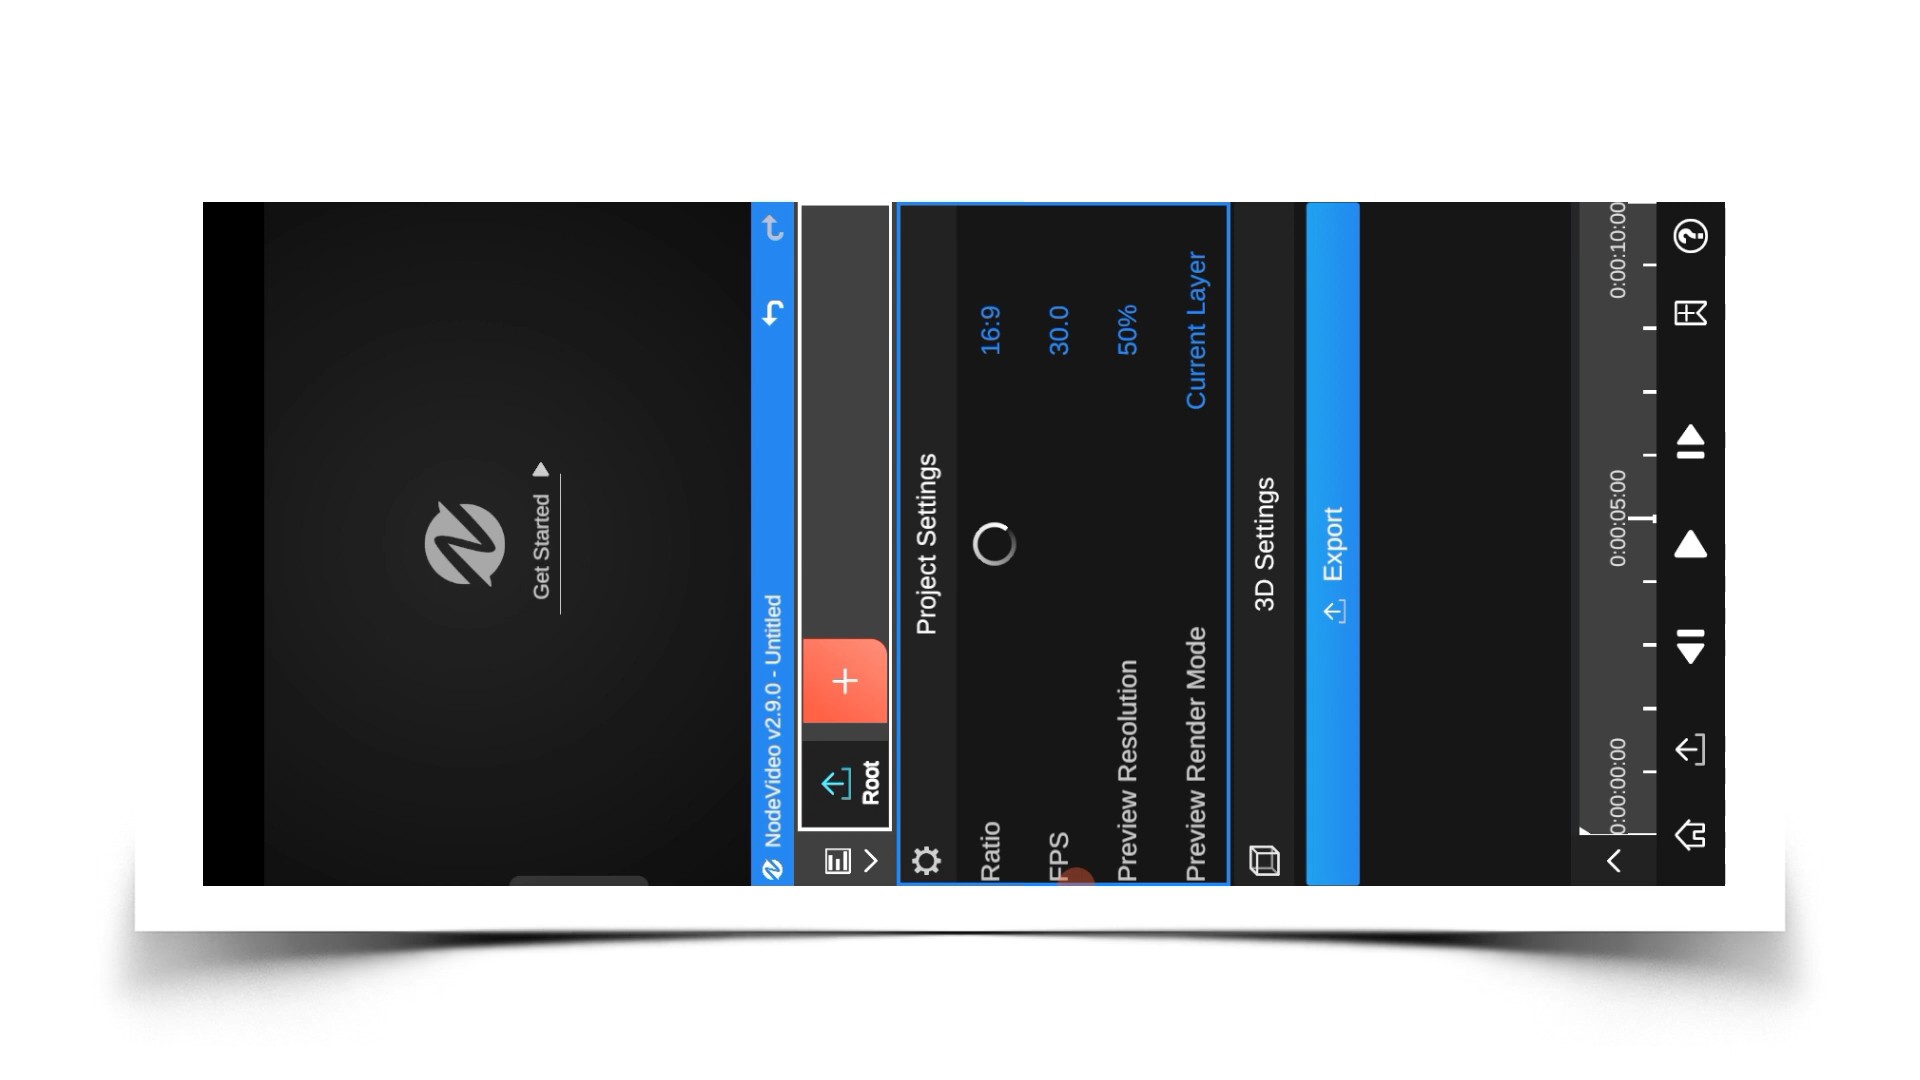 Get Started
NodeVideo v2.9.0 - Untitled
Root
Project Settings
Ratio 16:9
FPS 30.0
Preview Resolution 50%
Preview Render Mode Current Layer
3D Settings
Export
0:00:00:00 0:00:05:00 0:00:10:00